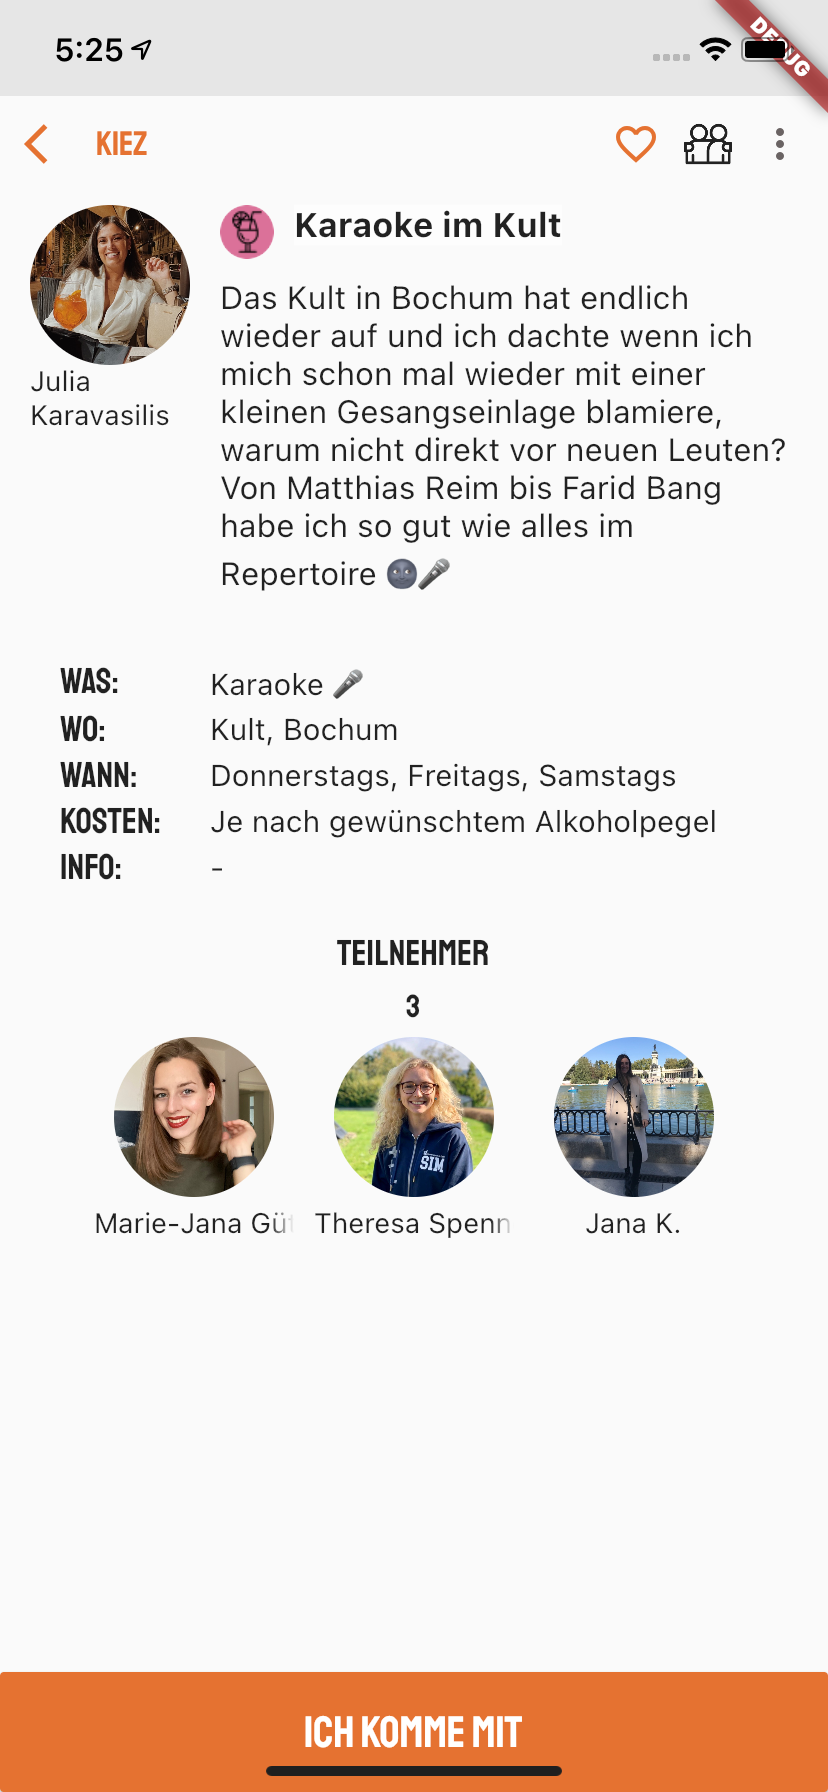 5:25
DEBUG
KIEZ
Karaoke im Kult
Das Kult in Bochum hat endlich
wieder auf und ich dachte wenn ich
mich schon mal wieder mit einer
kleinen Gesangseinlage blamiere,
warum nicht direkt vor neuen Leuten?
Von Matthias Reim bis Farid Bang
habe ich so gut wie alles im
Repertoire 🌚🎤
Julia
Karavasilis
WAS: Karaoke 🎤
WO: Kult, Bochum
WANN: Donnerstags, Freitags, Samstags
KOSTEN: Je nach gewünschtem Alkoholpegel
INFO: -
TEILNEHMER
3
SIM
Marie-Jana Gü
Theresa Spenn
Jana K.
ICH KOMME MIT